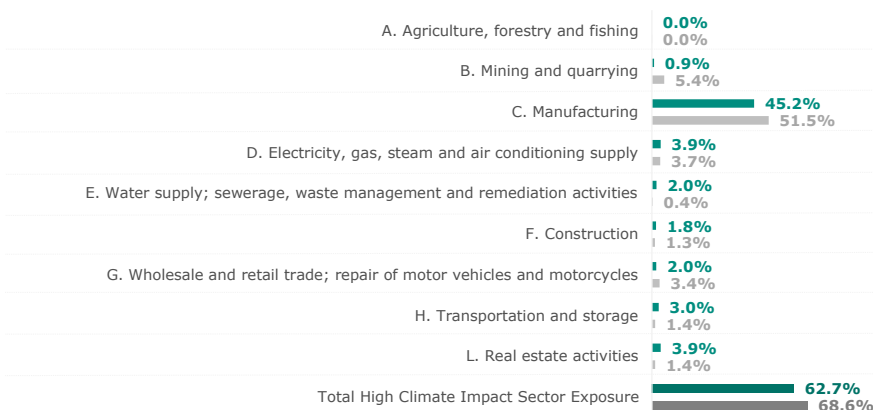 A. Agriculture, forestry and fishing
0.0%
0.0%
B. Mining and quarrying
0.9%
5.4%
C. Manufacturing
45.2%
51.5%
D. Electricity, gas, steam and air conditioning supply
3.9%
3.7%
E. Water supply; sewerage, waste management and remediation activities
2.0%
0.4%
F. Construction
1.8%
1.3%
G. Wholesale and retail trade; repair of motor vehicles and motorcycles
2.0%
3.4%
H. Transportation and storage
3.0%
1.4%
L. Real estate activities
3.9%
1.4%
Total High Climate Impact Sector Exposure
62.7%
68.6%